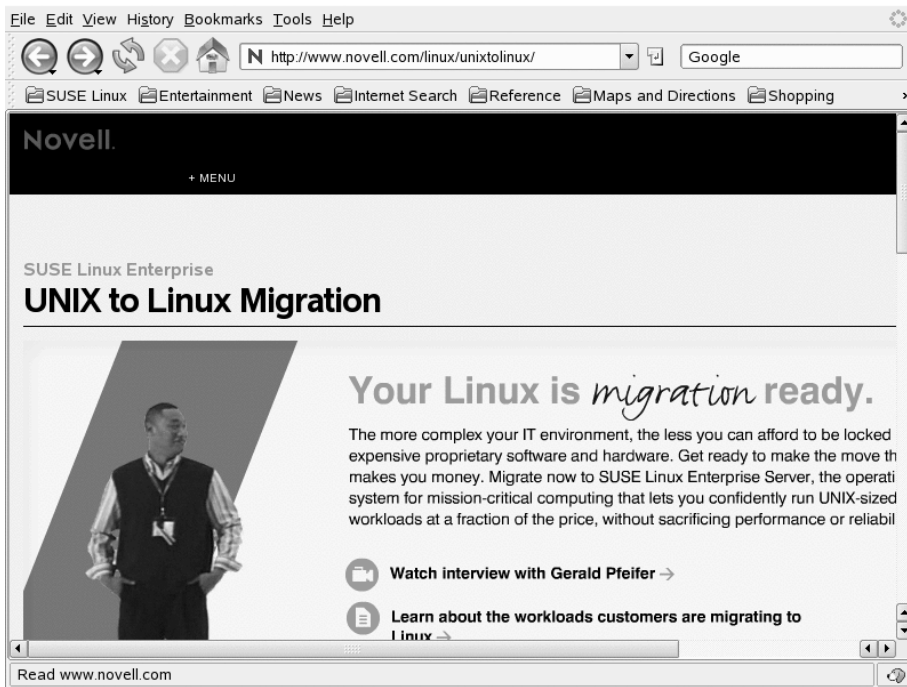 File Edit View History Bookmarks Tools Help
N http://www.novell.com/linux/unixtolinux/ Google
SUSE Linux Entertainment News Internet Search Reference Maps and Directions Shopping
Novell.
+ MENU
SUSE Linux Enterprise
UNIX to Linux Migration
Your Linux is migration ready.
The more complex your IT environment, the less you can afford to be locked
expensive proprietary software and hardware. Get ready to make the move th
makes you money. Migrate now to SUSE Linux Enterprise Server, the operati
system for mission-critical computing that lets you confidently run UNIX-sized
workloads at a fraction of the price, without sacrificing performance or reliabil
Watch interview with Gerald Pfeifer →
Learn about the workloads customers are migrating to
Linux →
Read www.novell.com